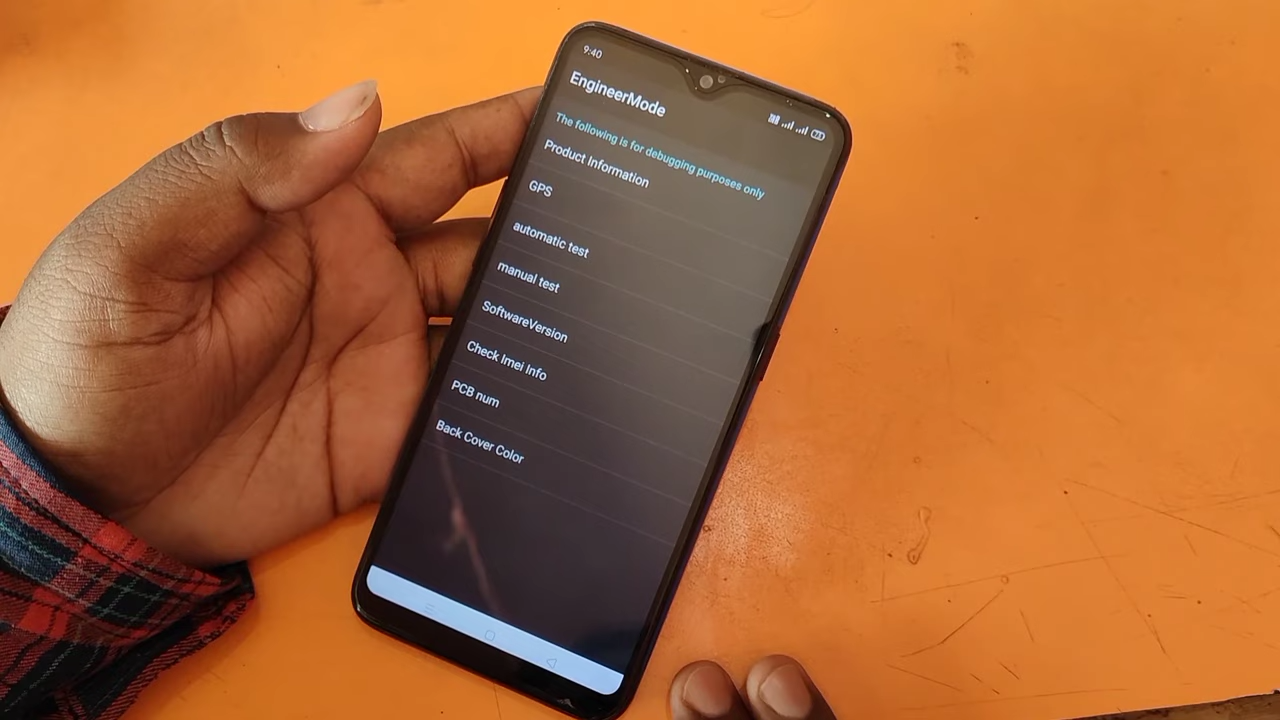 9:40
EngineerMode
The following is for debugging purposes only
Product Information
GPS
automatic test
manual test
SoftwareVersion
Check Imei Info
PCB num
Back Cover Color